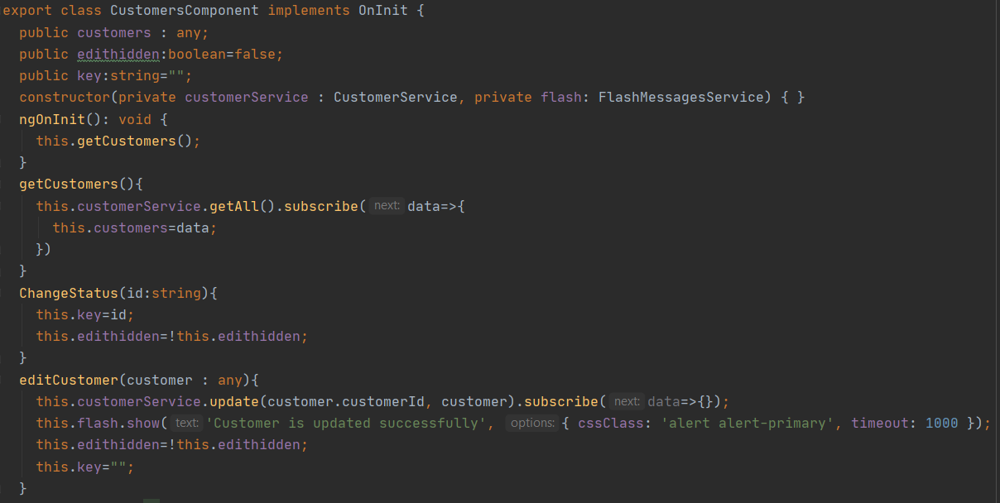 export class CustomersComponent implements OnInit {
public customers : any;
public edithidden:boolean=false;
public key:string="";
constructor(private customerService : CustomerService, private flash: FlashMessagesService) { }
ngOnInit(): void {
this.getCustomers();
}
getCustomers(){
this.customerService.getAll().subscribe( next: data=>{
this.customers=data;
})
}
ChangeStatus(id:string){
this.key=id;
this.edithidden=!this.edithidden;
}
editCustomer(customer : any){
this.customerService.update(customer.customerId, customer).subscribe( next: data=>{});
this.flash.show( text: 'Customer is updated successfully', options: { cssClass: 'alert alert-primary', timeout: 1000 });
this.edithidden=!this.edithidden;
this.key="";
}